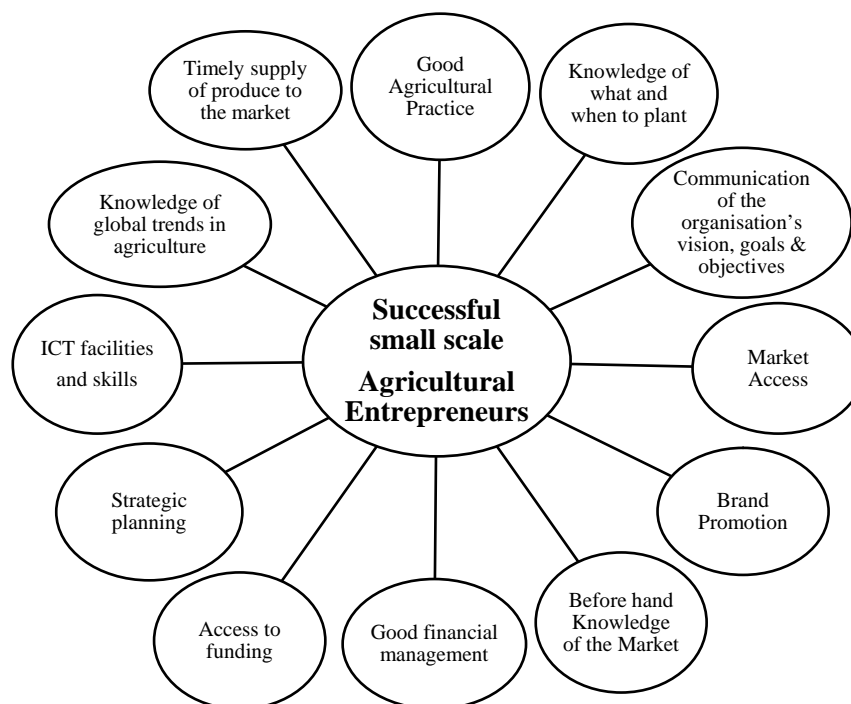 Timely supply
of produce to
the market
Good
Agricultural
Practice
Knowledge of
what and
when to plant
Communication
of the
organisation’s
vision, goals &
objectives
Market
Access
Brand
Promotion
Before hand
Knowledge
of the Market
Good financial
management
Access to
funding
Strategic
planning
ICT facilities
and skills
Knowledge of
global trends in
agriculture
Successful
small scale
Agricultural
Entrepreneurs